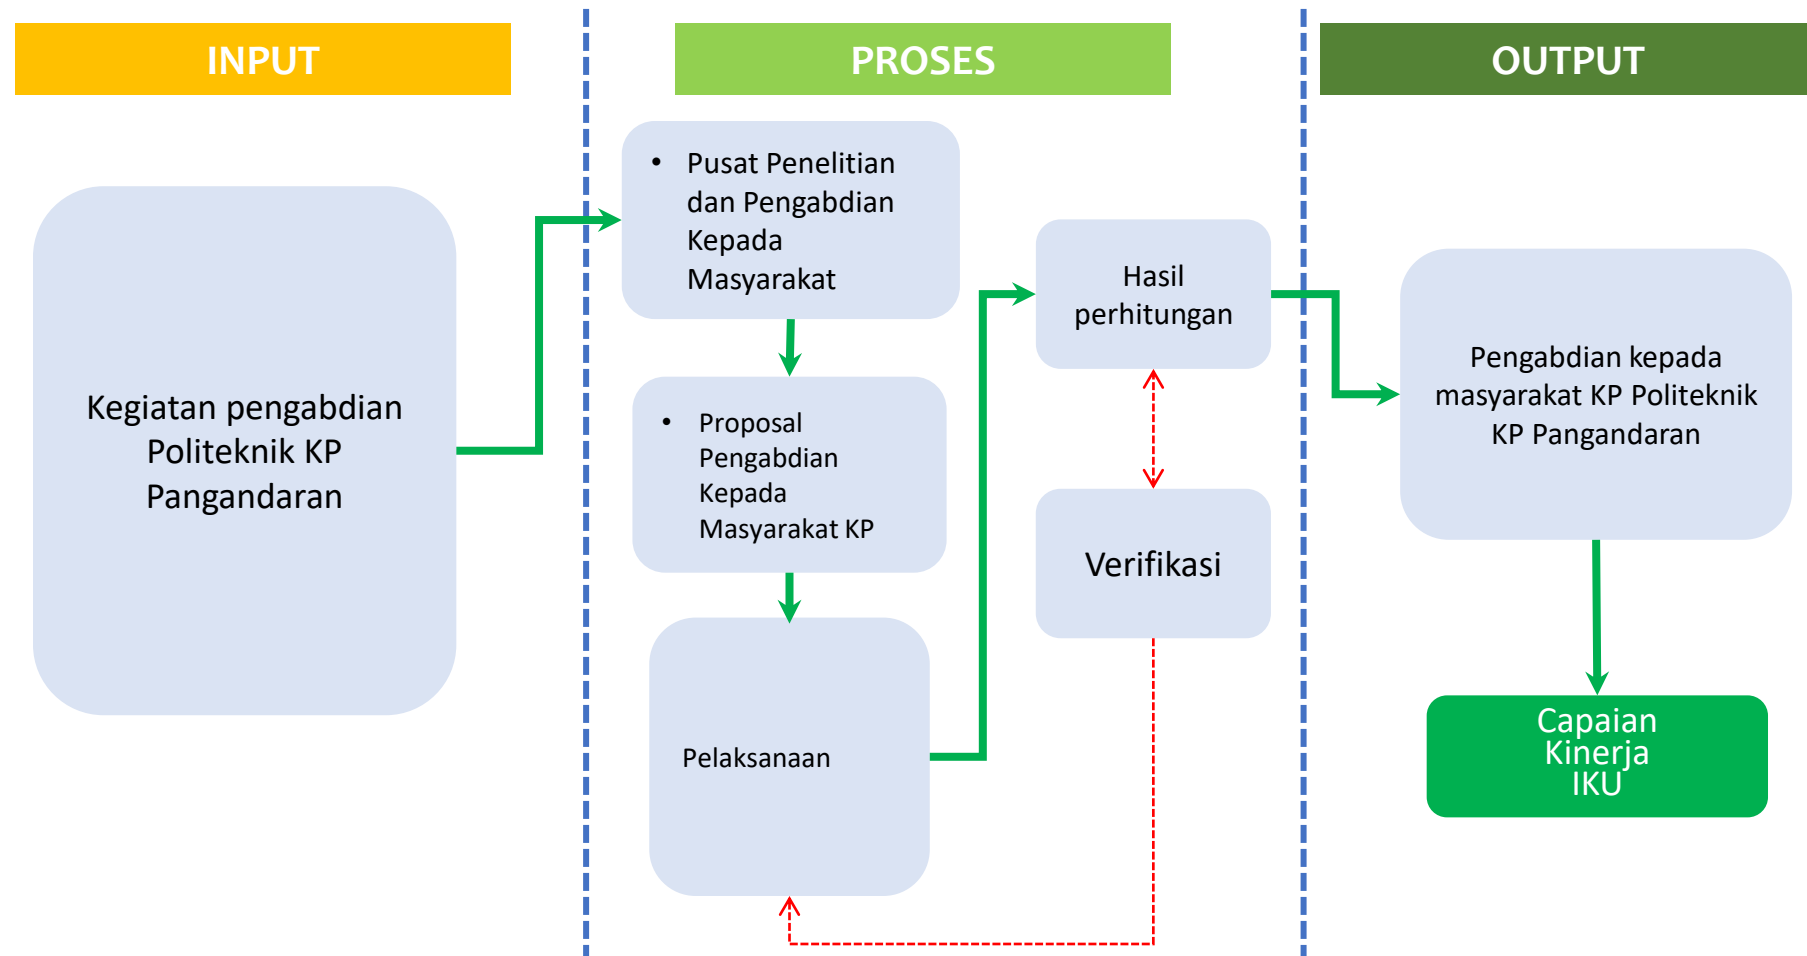 INPUT
PROSES
OUTPUT
Kegiatan pengabdian
Politeknik KP
Pangandaran
• Pusat Penelitian
dan Pengabdian
Kepada
Masyarakat
• Proposal
Pengabdian
Kepada
Masyarakat KP
Pelaksanaan
Hasil
perhitungan
Verifikasi
Pengabdian kepada
masyarakat KP Politeknik
KP Pangandaran
Capaian
Kinerja
IKU